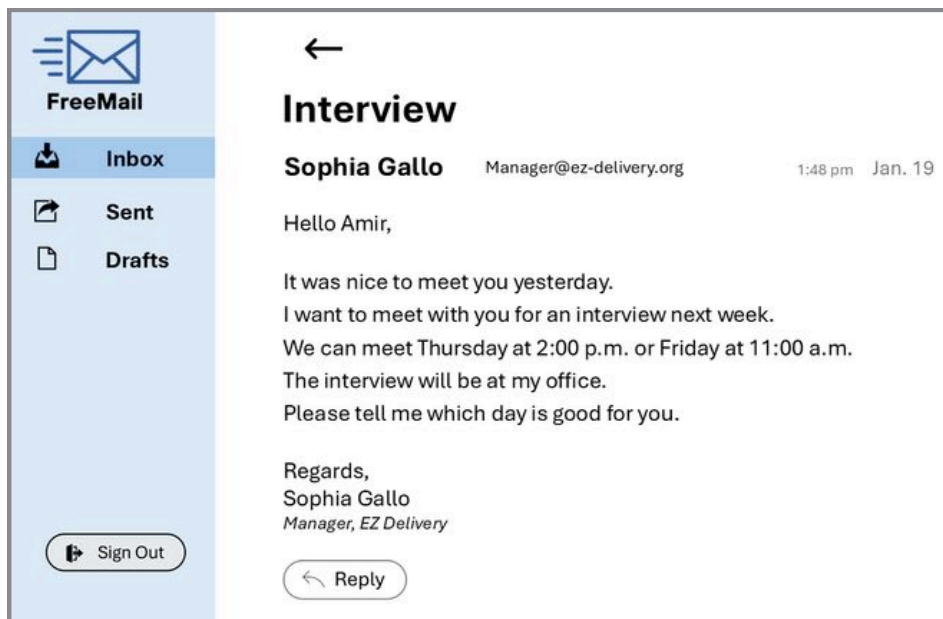 FreeMail
Inbox
Sent
Drafts
Sign Out
Interview
Sophia Gallo Manager@ez-delivery.org 1:48 pm Jan. 19
Hello Amir,
It was nice to meet you yesterday.
I want to meet with you for an interview next week.
We can meet Thursday at 2:00 p.m. or Friday at 11:00 a.m.
The interview will be at my office.
Please tell me which day is good for you.
Regards,
Sophia Gallo
Manager, EZ Delivery
Reply